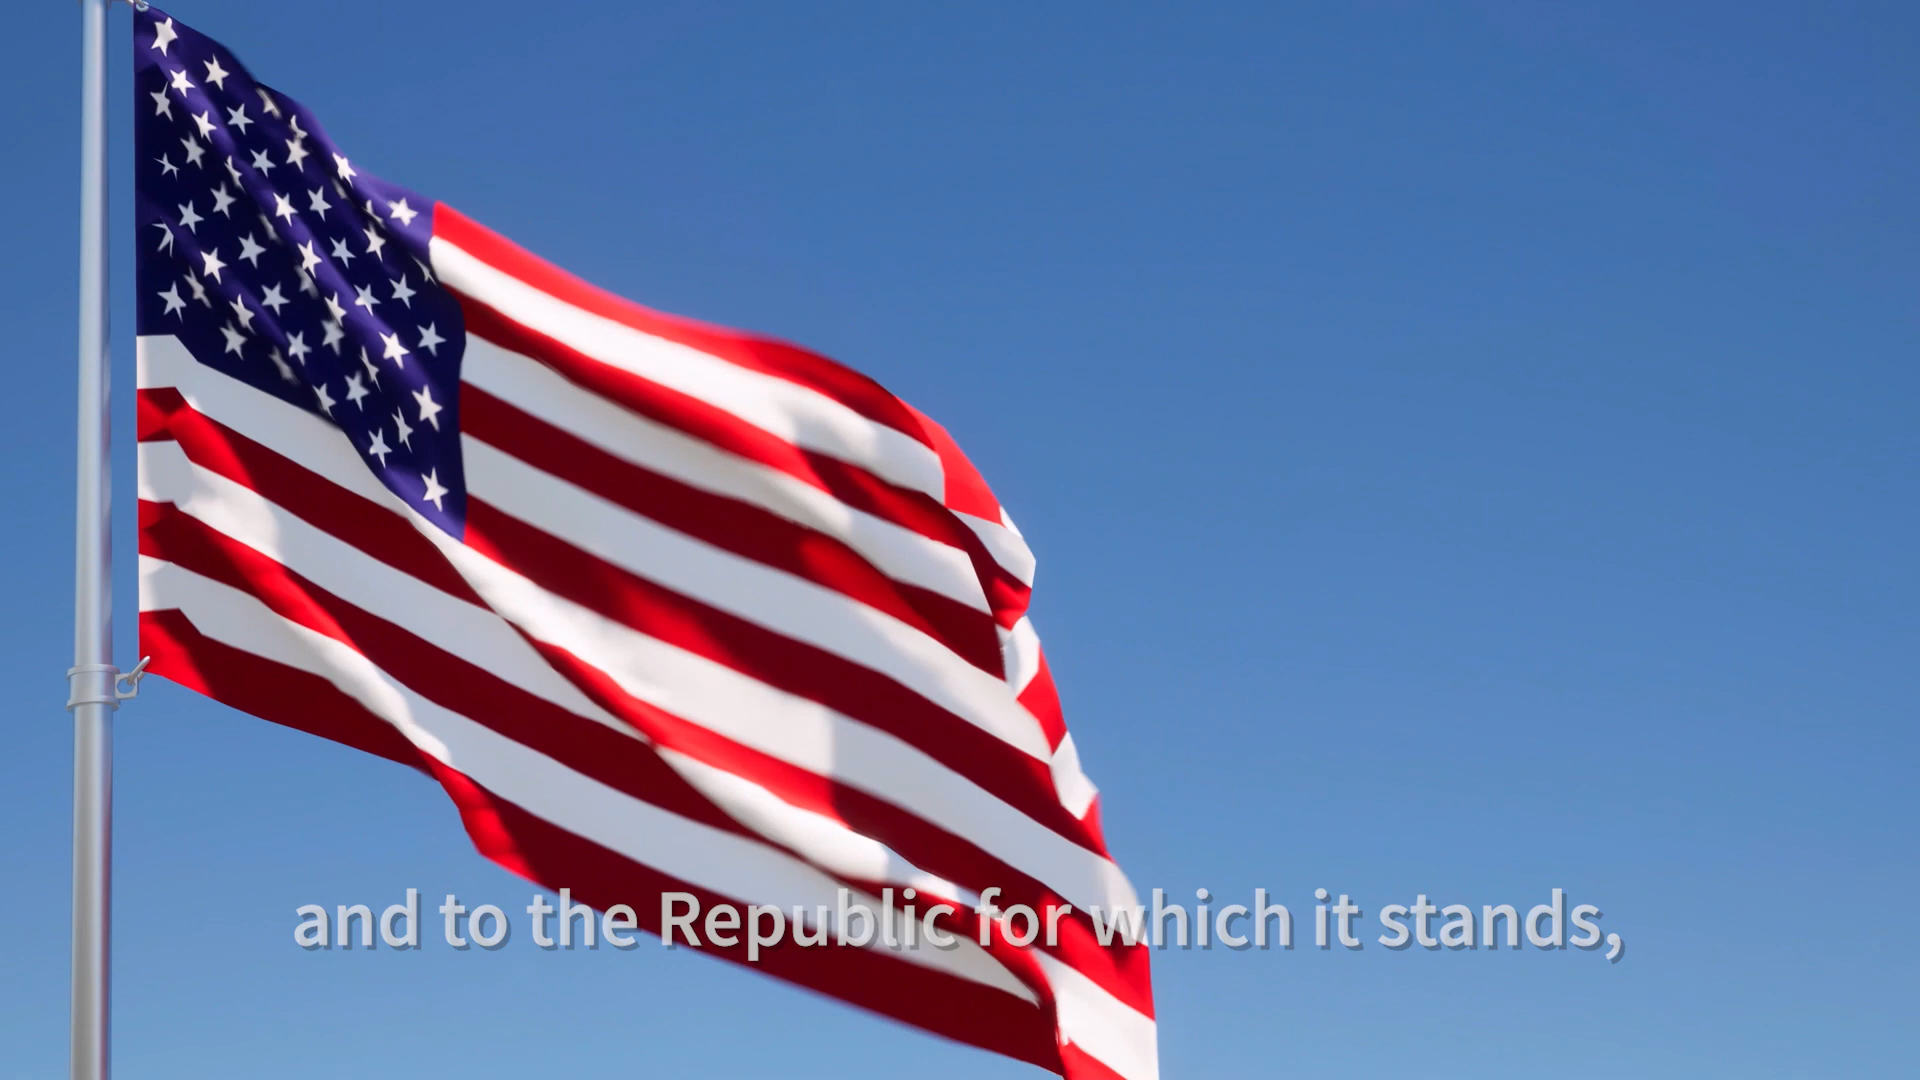 and to the Republic for which it stands,